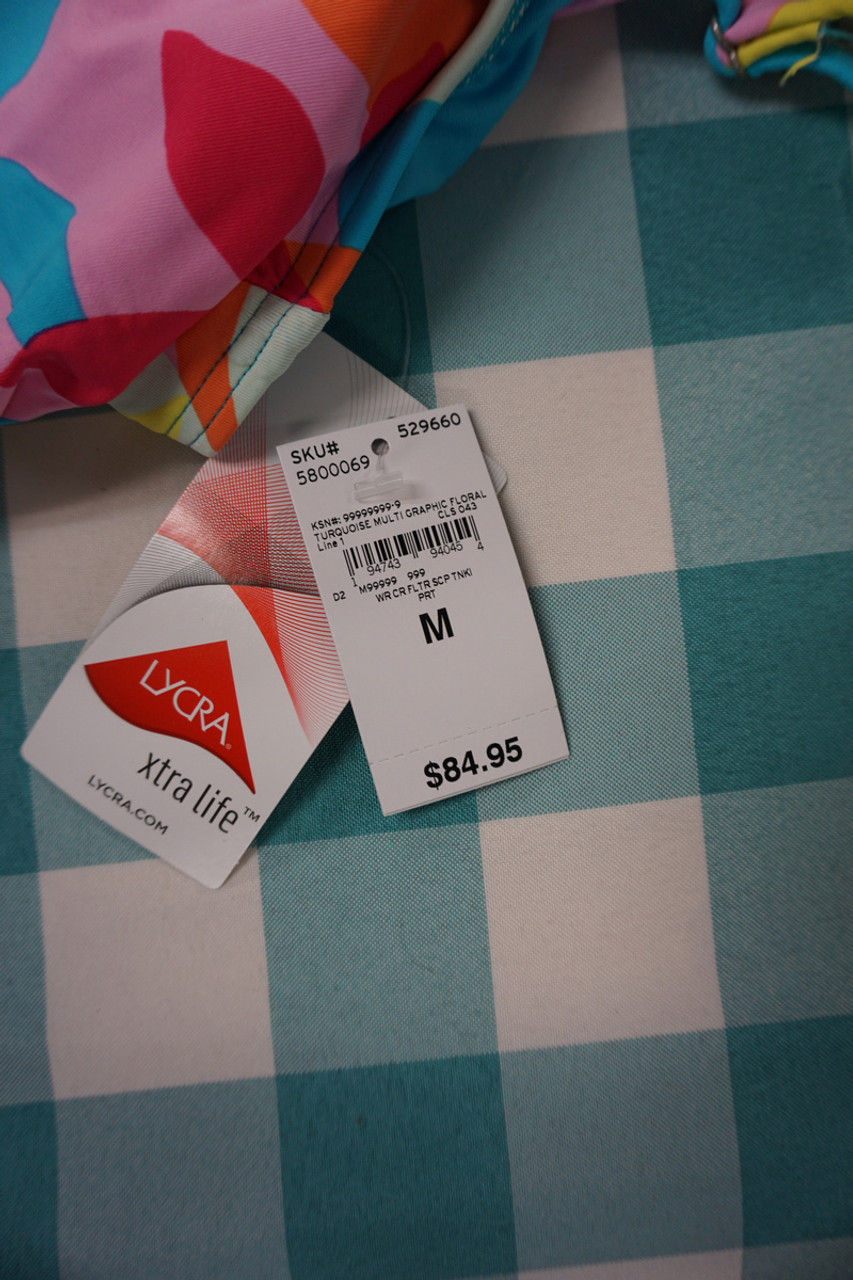 SKU# 529660
5800069
KSN#: 99999999-9
TURQUOISE MULTI GRAPHIC FLORAL
Line 1 CLS 043
1 94743 94045 4
D2 M99999 999
WR CR FLTR SCP TNKI
PRT
M
$84.95
LYCRA®
xtra life™
LYCRA.COM